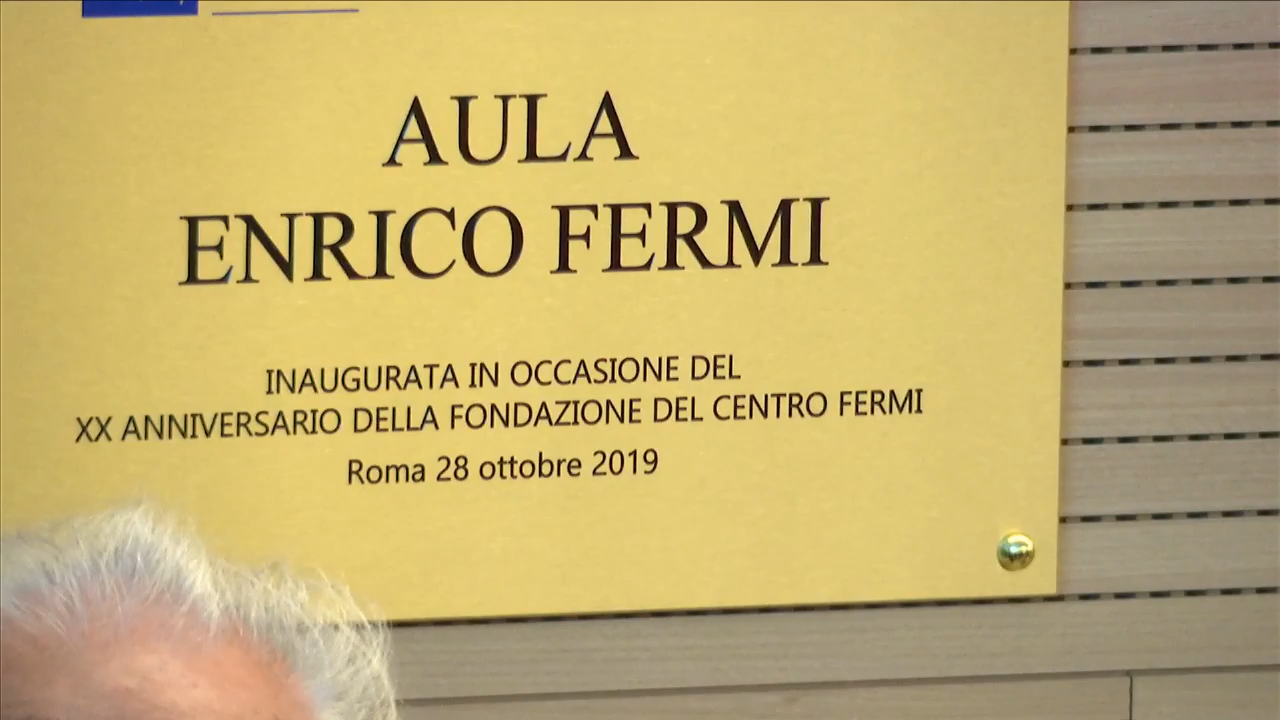 AULA
ENRICO FERMI
INAUGURATA IN OCCASIONE DEL
XX ANNIVERSARIO DELLA FONDAZIONE DEL CENTRO FERMI
Roma 28 ottobre 2019